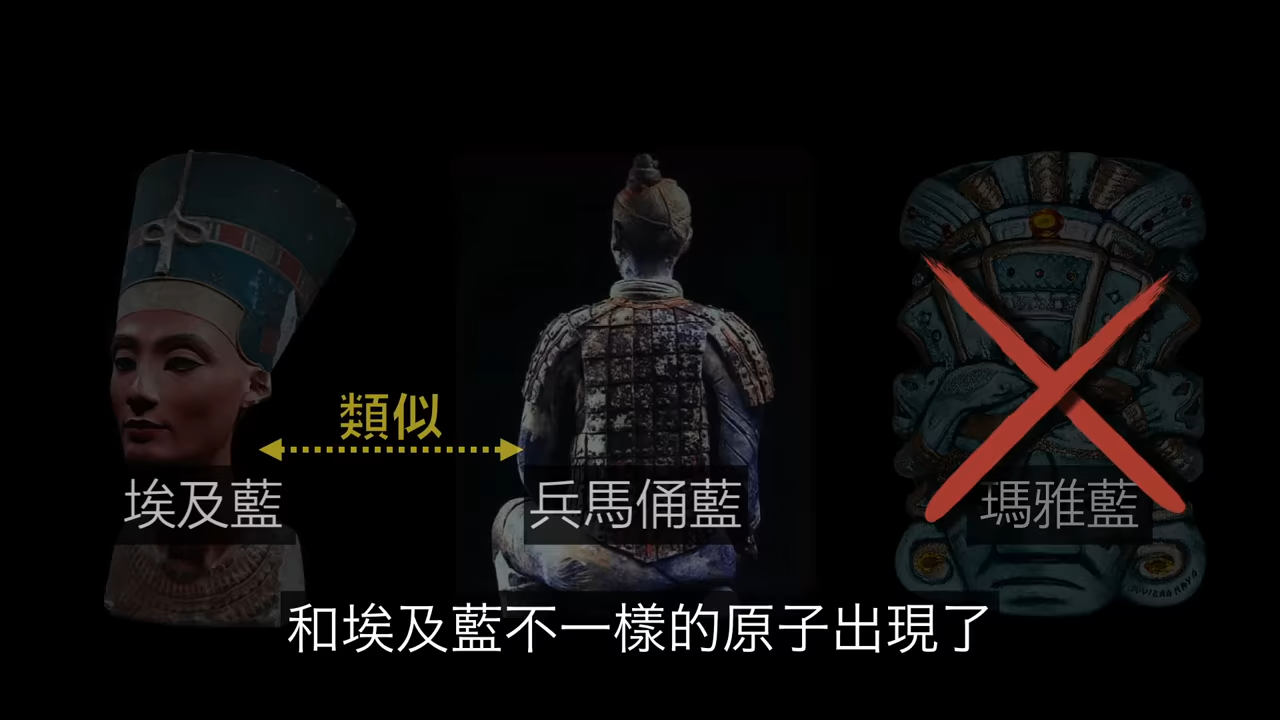 類似
埃及藍
兵馬俑藍
瑪雅藍
和埃及藍不一樣的原子出現了